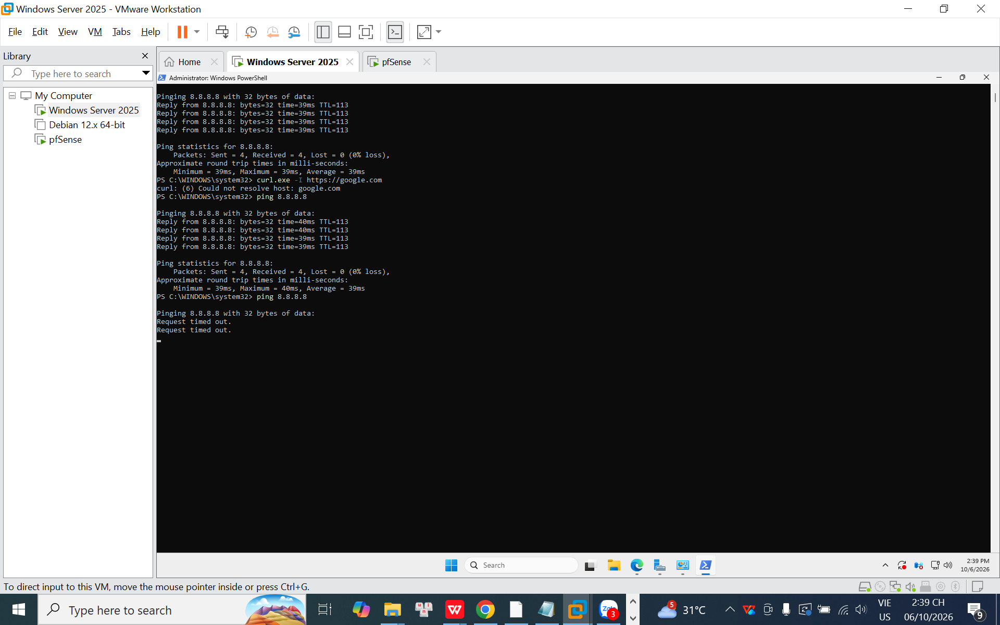 Windows Server 2025 - VMware Workstation
File Edit View VM Tabs Help
Library
Type here to search
My Computer
Windows Server 2025
Debian 12.x 64-bit
pfSense
Home
Windows Server 2025
pfSense
Administrator: Windows PowerShell
Pinging 8.8.8.8 with 32 bytes of data:
Reply from 8.8.8.8: bytes=32 time=39ms TTL=113
Reply from 8.8.8.8: bytes=32 time=39ms TTL=113
Reply from 8.8.8.8: bytes=32 time=39ms TTL=113
Reply from 8.8.8.8: bytes=32 time=39ms TTL=113
Ping statistics for 8.8.8.8:
Packets: Sent = 4, Received = 4, Lost = 0 (0% loss),
Approximate round trip times in milli-seconds:
Minimum = 39ms, Maximum = 39ms, Average = 39ms
PS C:\WINDOWS\system32> curl.exe -I https://google.com
curl: (6) Could not resolve host: google.com
PS C:\WINDOWS\system32> ping 8.8.8.8
Pinging 8.8.8.8 with 32 bytes of data:
Reply from 8.8.8.8: bytes=32 time=40ms TTL=113
Reply from 8.8.8.8: bytes=32 time=40ms TTL=113
Reply from 8.8.8.8: bytes=32 time=39ms TTL=113
Reply from 8.8.8.8: bytes=32 time=39ms TTL=113
Ping statistics for 8.8.8.8:
Packets: Sent = 4, Received = 4, Lost = 0 (0% loss),
Approximate round trip times in milli-seconds:
Minimum = 39ms, Maximum = 40ms, Average = 39ms
PS C:\WINDOWS\system32> ping 8.8.8.8
Pinging 8.8.8.8 with 32 bytes of data:
Request timed out.
Request timed out.
Search
2:39 PM
10/6/2026
To direct input to this VM, move the mouse pointer inside or press Ctrl+G.
Type here to search
3
5
31°C
VIE
US
2:39 CH
06/10/2026
9